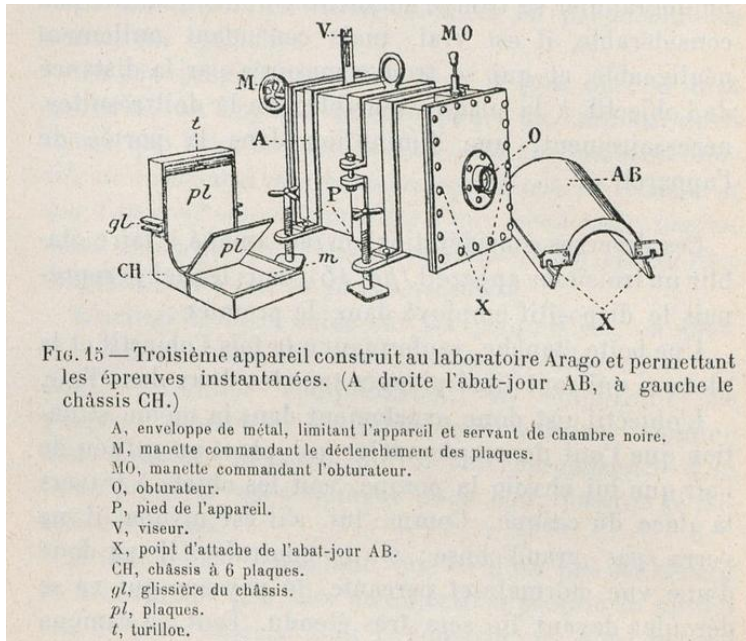 V
MO
M
O
A
AB
t
pl
P
gl
pl
m
CH
X
X
FIG. 15 — Troisième appareil construit au laboratoire Arago et permettant
les épreuves instantanées. (A droite l'abat-jour AB, à gauche le
châssis CH.)
A, enveloppe de métal, limitant l'appareil et servant de chambre noire.
M, manette commandant le déclenchement des plaques.
MO, manette commandant l'obturateur.
O, obturateur.
P, pied de l'appareil.
V, viseur.
X, point d'attache de l'abat-jour AB.
CH, châssis à 6 plaques.
gl, glissière du châssis.
pl, plaques.
t, turillon.